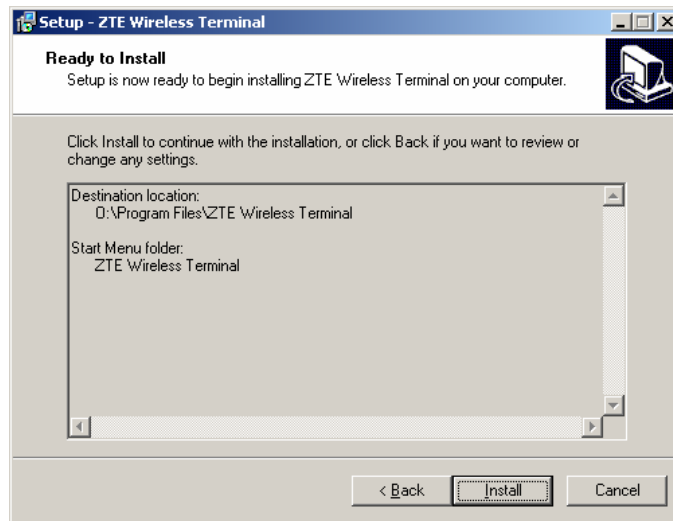 Setup - ZTE Wireless Terminal
Ready to Install
Setup is now ready to begin installing ZTE Wireless Terminal on your computer.
Click Install to continue with the installation, or click Back if you want to review or
change any settings.
Destination location:
O:\Program Files\ZTE Wireless Terminal
Start Menu folder:
ZTE Wireless Terminal
< Back
Install
Cancel